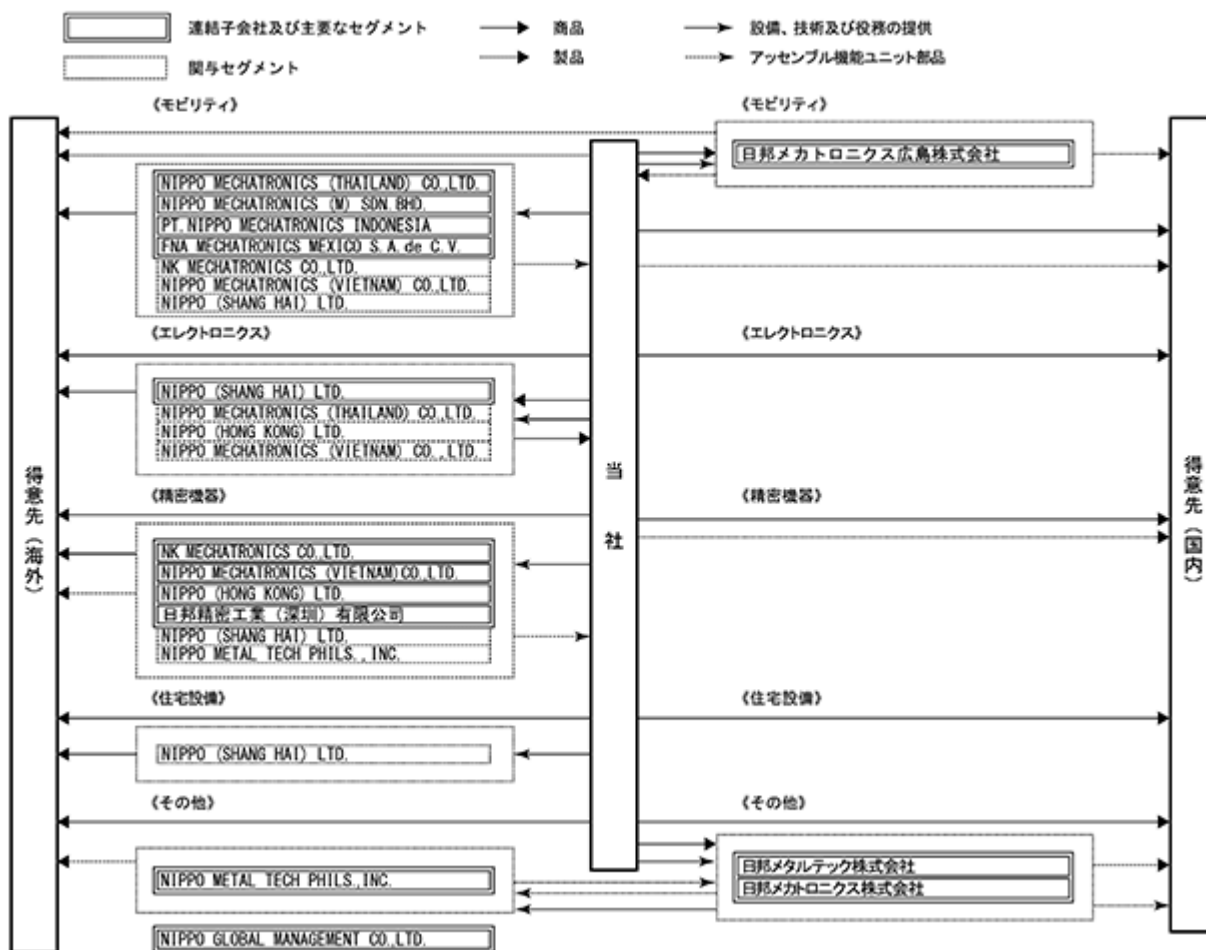 連結子会社及び主要なセグメント
商品
設備、技術及び役務の提供
関与セグメント
製品
アッセンブル機能ユニット部品
《モビリティ》
《モビリティ》
日邦メカトロニクス広島株式会社
NIPPO MECHATRONICS (THAILAND) CO.,LTD.
NIPPO MECHATRONICS (M) SDN.BHD.
PT.NIPPO MECHATRONICS INDONESIA
FNA MECHATRONICS MEXICO S.A.de C.V.
NK MECHATRONICS CO.,LTD.
NIPPO MECHATRONICS (VIETNAM) CO.,LTD.
NIPPO (SHANG HAI) LTD.
《エレクトロニクス》
《エレクトロニクス》
NIPPO (SHANG HAI) LTD.
NIPPO MECHATRONICS (THAILAND) CO.,LTD.
NIPPO (HONG KONG) LTD.
NIPPO MECHATRONICS (VIETNAM) CO.,LTD.
得意先(海外)
当社
得意先(国内)
《精密機器》
《精密機器》
NK MECHATRONICS CO.,LTD.
NIPPO MECHATRONICS (VIETNAM)CO.,LTD.
NIPPO (HONG KONG) LTD.
日邦精密工業(深圳)有限公司
NIPPO (SHANG HAI) LTD.
NIPPO METAL TECH PHILS.,INC.
《住宅設備》
《住宅設備》
NIPPO (SHANG HAI) LTD.
《その他》
《その他》
NIPPO METAL TECH PHILS.,INC.
日邦メタルテック株式会社
日邦メカトロニクス株式会社
NIPPO GLOBAL MANAGEMENT CO.,LTD.